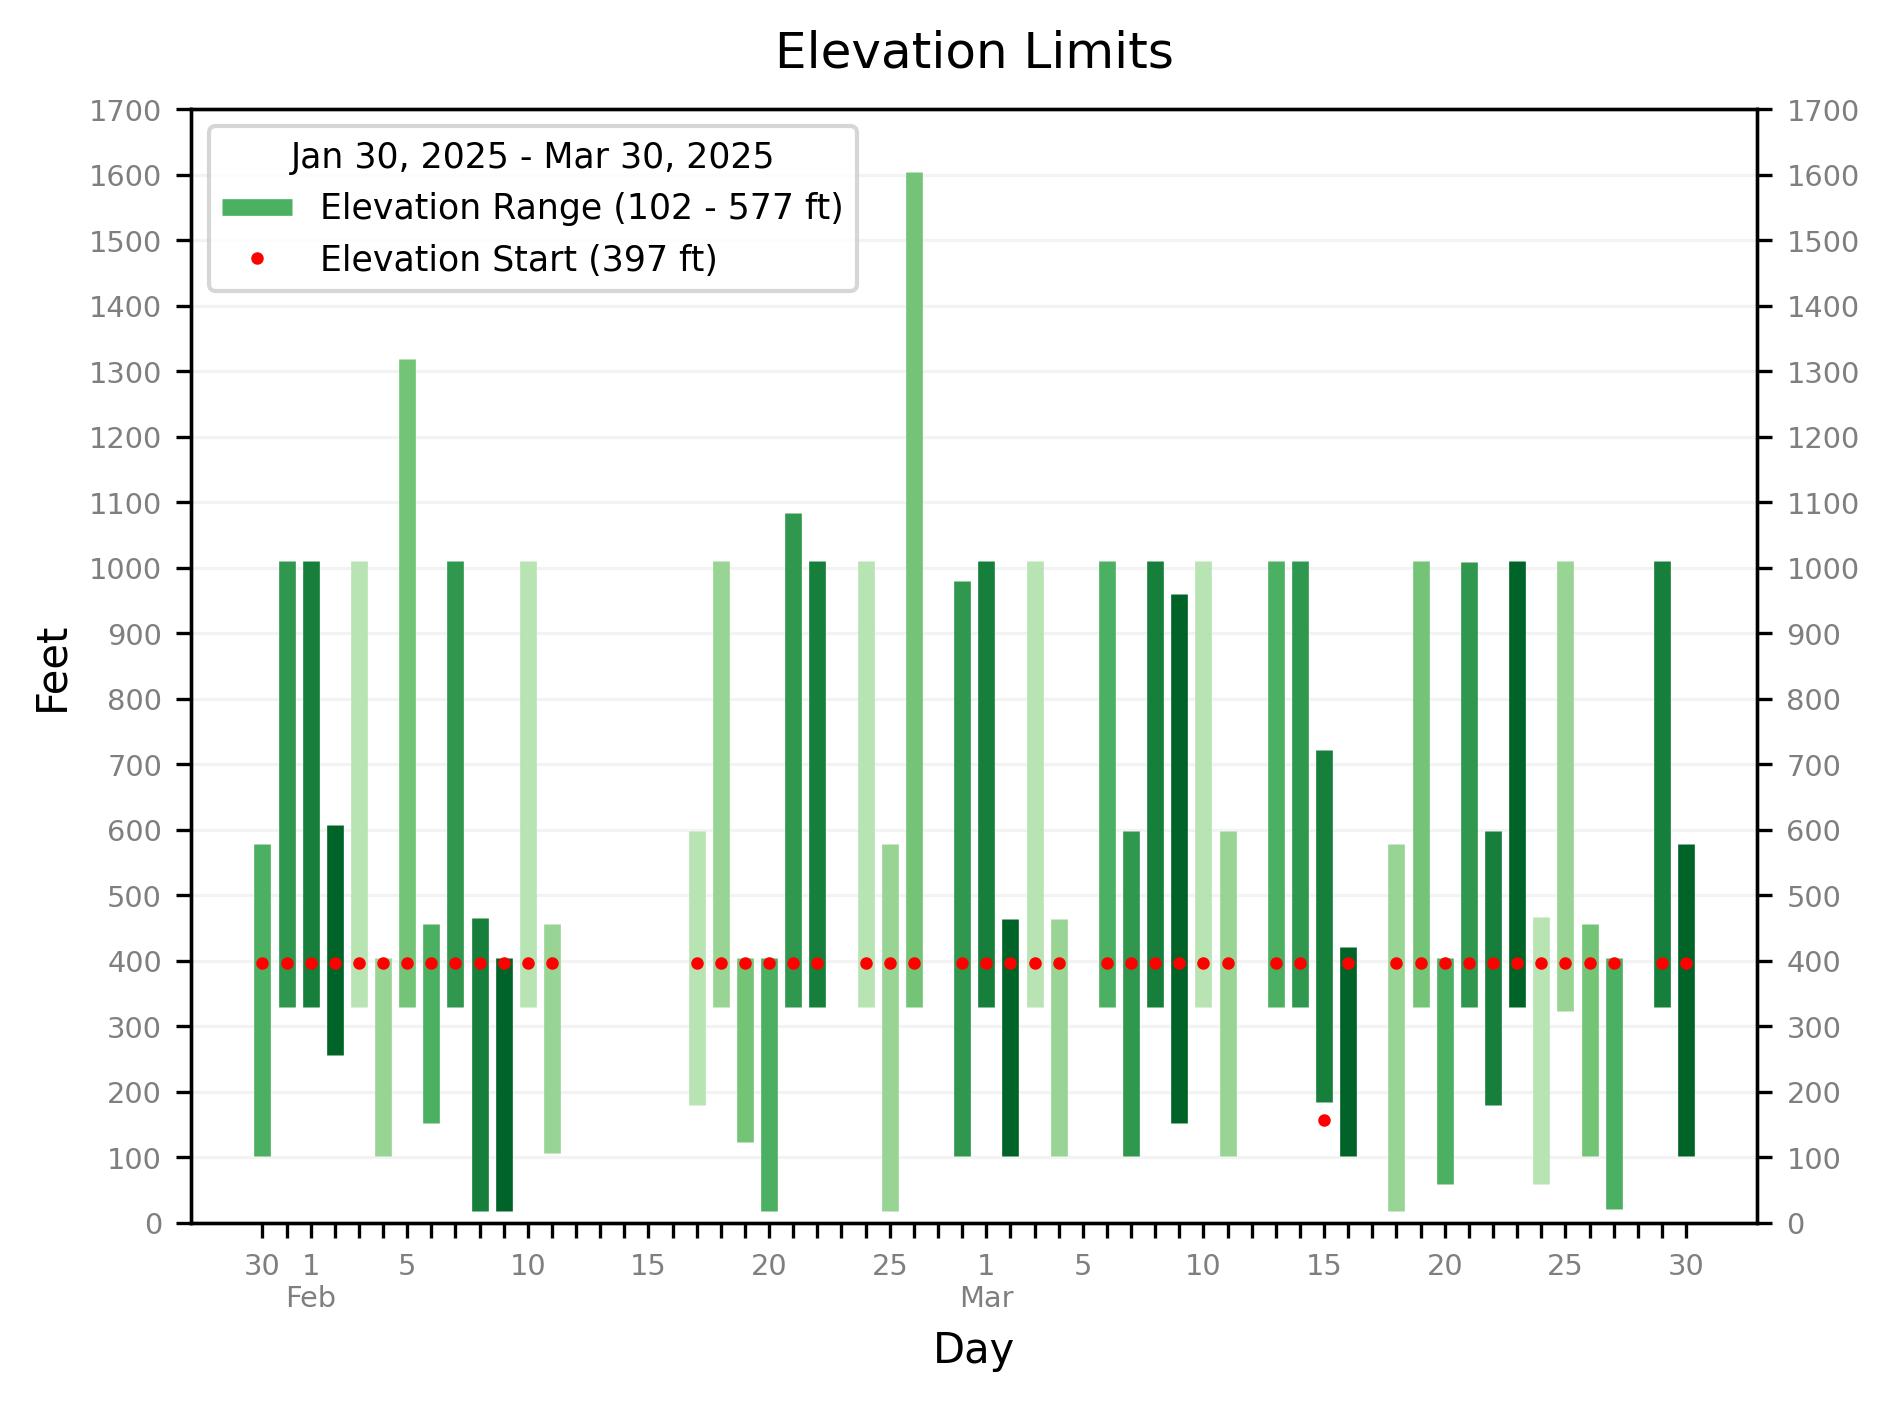 Elevation Limits
Jan 30, 2025 - Mar 30, 2025
Elevation Range (102 - 577 ft)
Elevation Start (397 ft)
1700 1700
1600 1600
1500 1500
1400 1400
1300 1300
1200 1200
1100 1100
1000 1000
900 900
800 800
700 700
600 600
500 500
400 400
300 300
200 200
100 100
0 0
Feet
30 1 5 10 15 20 25 1 5 10 15 20 25 30
Feb Mar
Day